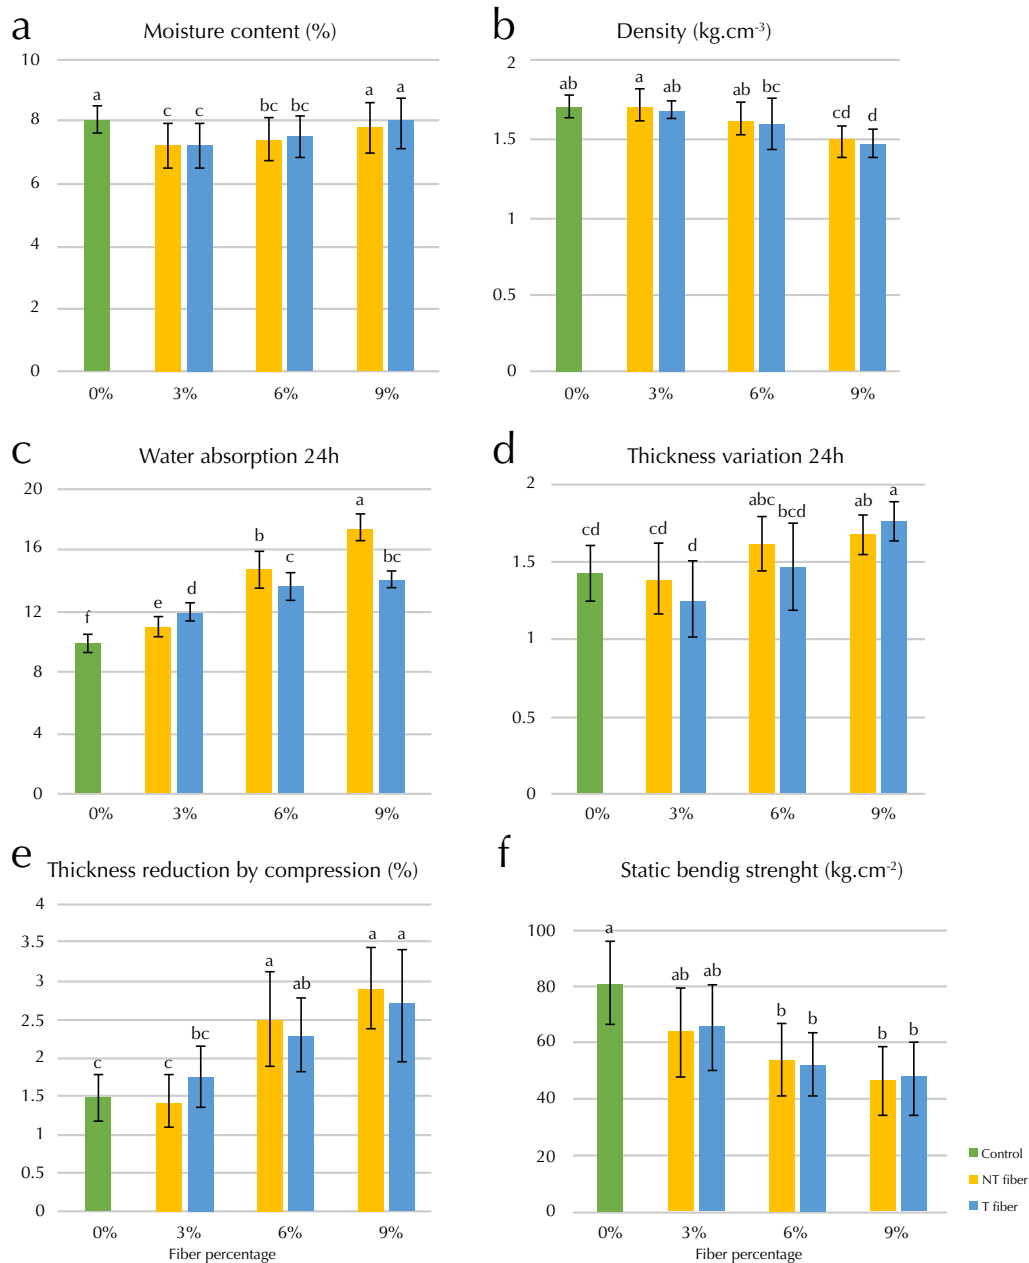 a
Moisture content (%)
10
8
6
4
2
0
a
c c
bc bc
a a
0% 3% 6% 9%
b
Density (kg.cm-3)
2
1.5
1
0.5
0
ab
a ab
ab bc
cd d
0% 3% 6% 9%
c
Water absorption 24h
20
16
12
8
4
0
f
e d
b c
a bc
0% 3% 6% 9%
d
Thickness variation 24h
2
1.5
1
0.5
0
cd
cd d
abc bcd
ab a
0% 3% 6% 9%
e
Thickness reduction by compression (%)
4
3.5
3
2.5
2
1.5
1
0.5
0
c
c bc
a ab
a a
0% 3% 6% 9%
Fiber percentage
f
Static bendig strenght (kg.cm-2)
100
80
60
40
20
0
a
ab ab
b b
b b
0% 3% 6% 9%
Fiber percentage
Control
NT fiber
T fiber